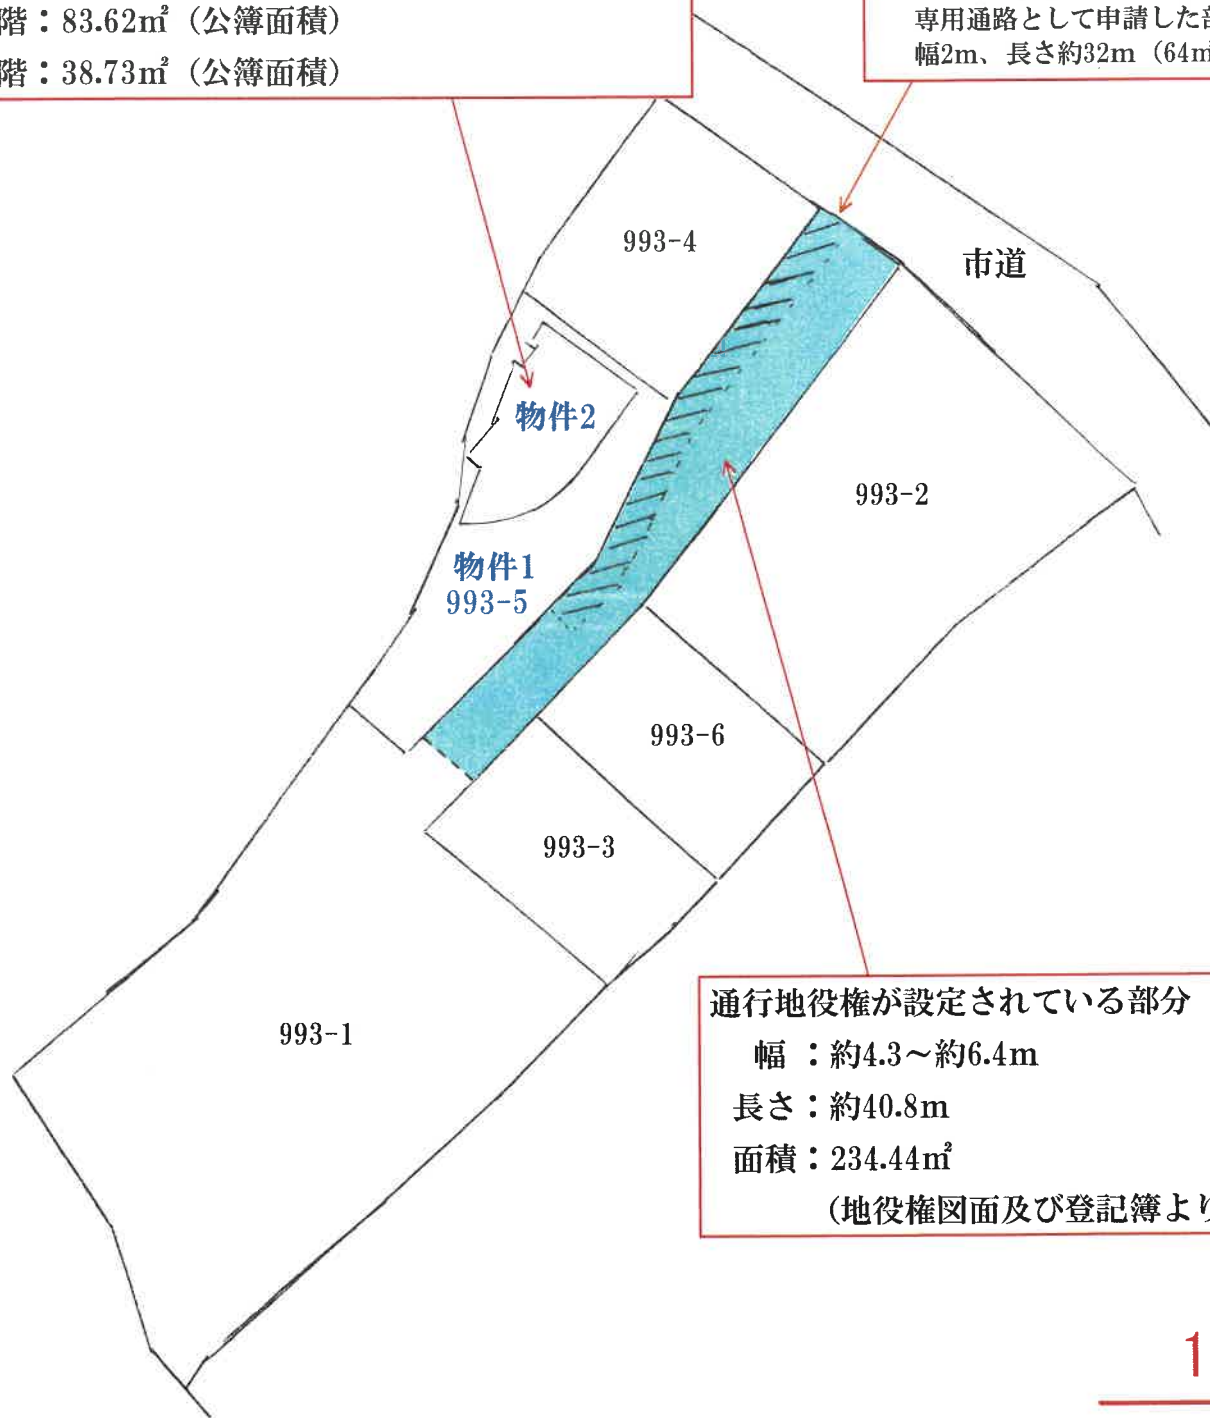 階：83.62㎡（公簿面積）
階：38.73㎡（公簿面積）
専用通路として申請した
幅2m、長さ約32m（64㎡
993-4
市道
物件2
993-2
物件1
993-5
993-6
993-3
993-1
通行地役権が設定されている部分
幅：約4.3～約6.4m
長さ：約40.8m
面積：234.44㎡
（地役権図面及び登記簿より
1